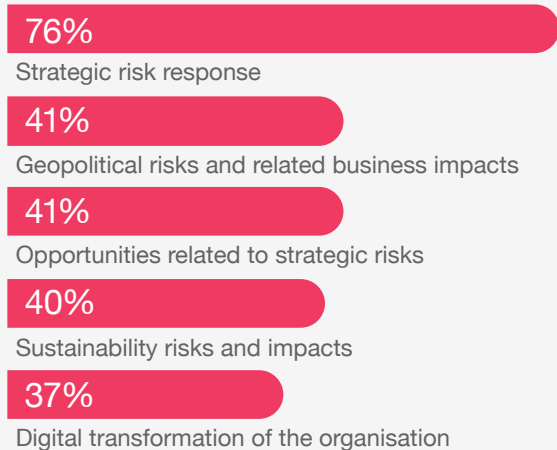 76%
Strategic risk response
41%
Geopolitical risks and related business impacts
41%
Opportunities related to strategic risks
40%
Sustainability risks and impacts
37%
Digital transformation of the organisation